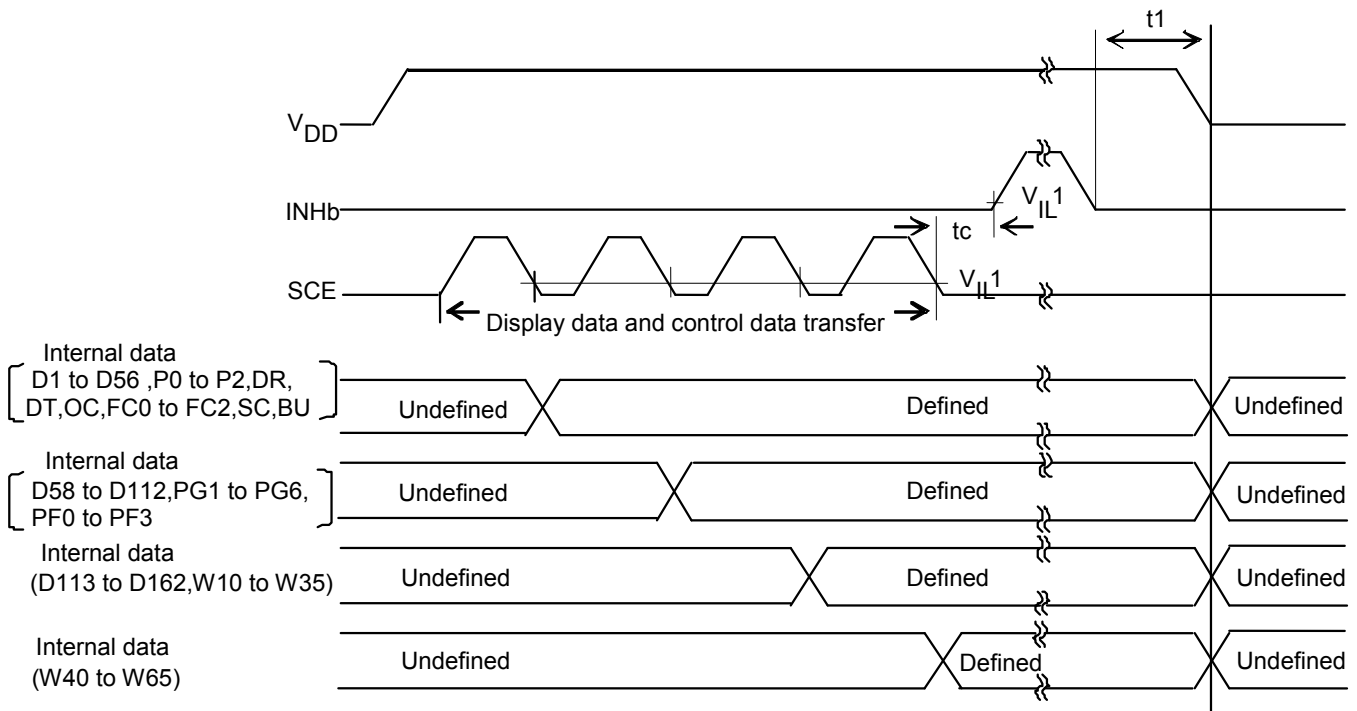 t1
VDD
INHb
VIL1
tc
SCE
VIL1
Display data and control data transfer
Internal data
D1 to D56 ,P0 to P2,DR,
DT,OC,FC0 to FC2,SC,BU
Undefined
Defined
Undefined
Internal data
D58 to D112,PG1 to PG6,
PF0 to PF3
Undefined
Defined
Undefined
Internal data
(D113 to D162,W10 to W35)
Undefined
Defined
Undefined
Internal data
(W40 to W65)
Undefined
Defined
Undefined